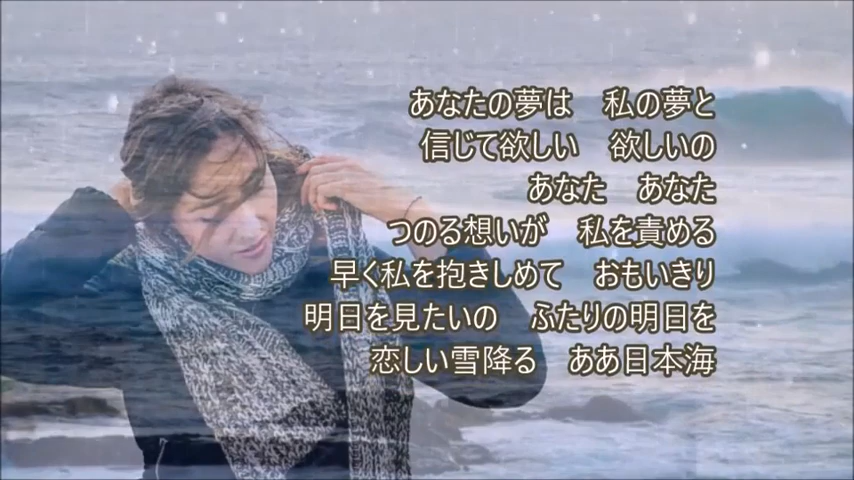 あなたの夢は　私の夢と
信じて欲しい　欲しいの
あなた　あなた
つのる想いが　私を責める
早く私を抱きしめて　おもいきり
明日を見たいの　ふたりの明日を
恋しい雪降る　ああ日本海